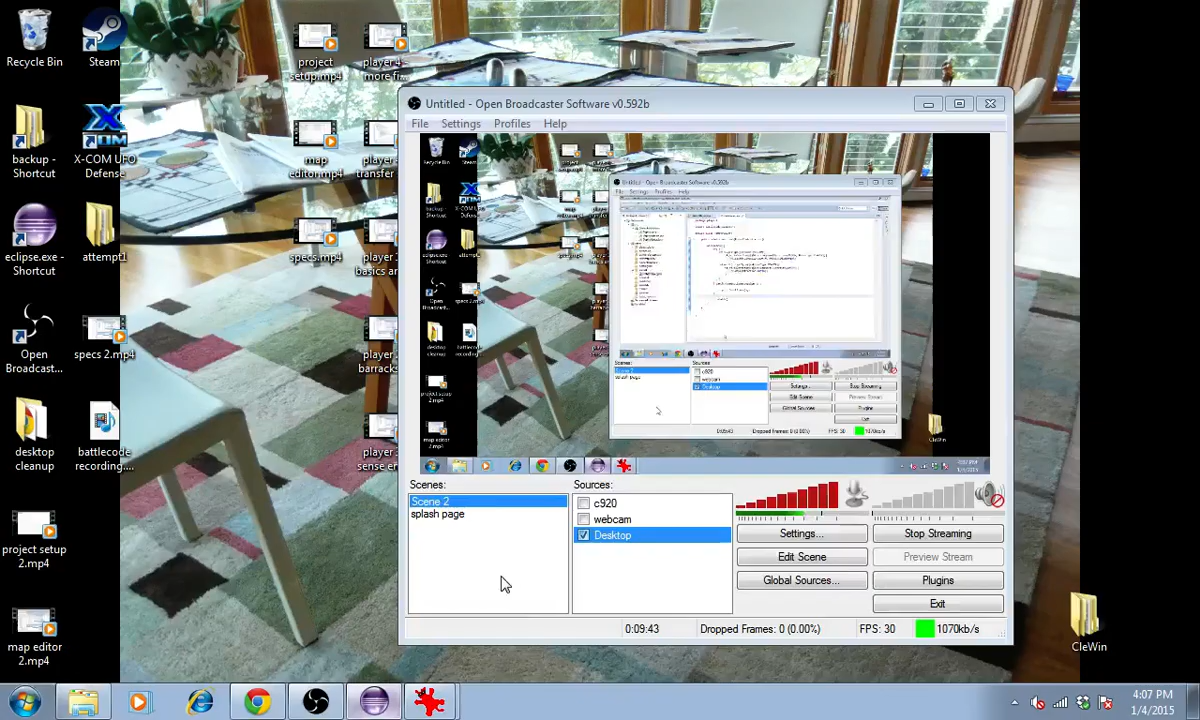 Recycle Bin
Steam
project
setup.mp4
player 4 -
more fi...
backup -
Shortcut
X-COM UFO
Defense
map
editor.mp4
player
transfer
eclipse.exe -
Shortcut
attempt1
specs.mp4
player
basics an
Open
Broadcast...
specs 2.mp4
player
barracks
desktop
cleanup
battlecode
recording....
player
sense en
project setup
2.mp4
map editor
2.mp4
Untitled - Open Broadcaster Software v0.592b
File Settings Profiles Help
Scenes:
Scene 2
splash page
Sources:
c920
webcam
Desktop
Settings...
Stop Streaming
Edit Scene
Preview Stream
Global Sources...
Plugins
Exit
0:09:43
Dropped Frames: 0 (0.00%)
FPS: 30
1070kb/s
CleWin
4:07 PM
1/4/2015